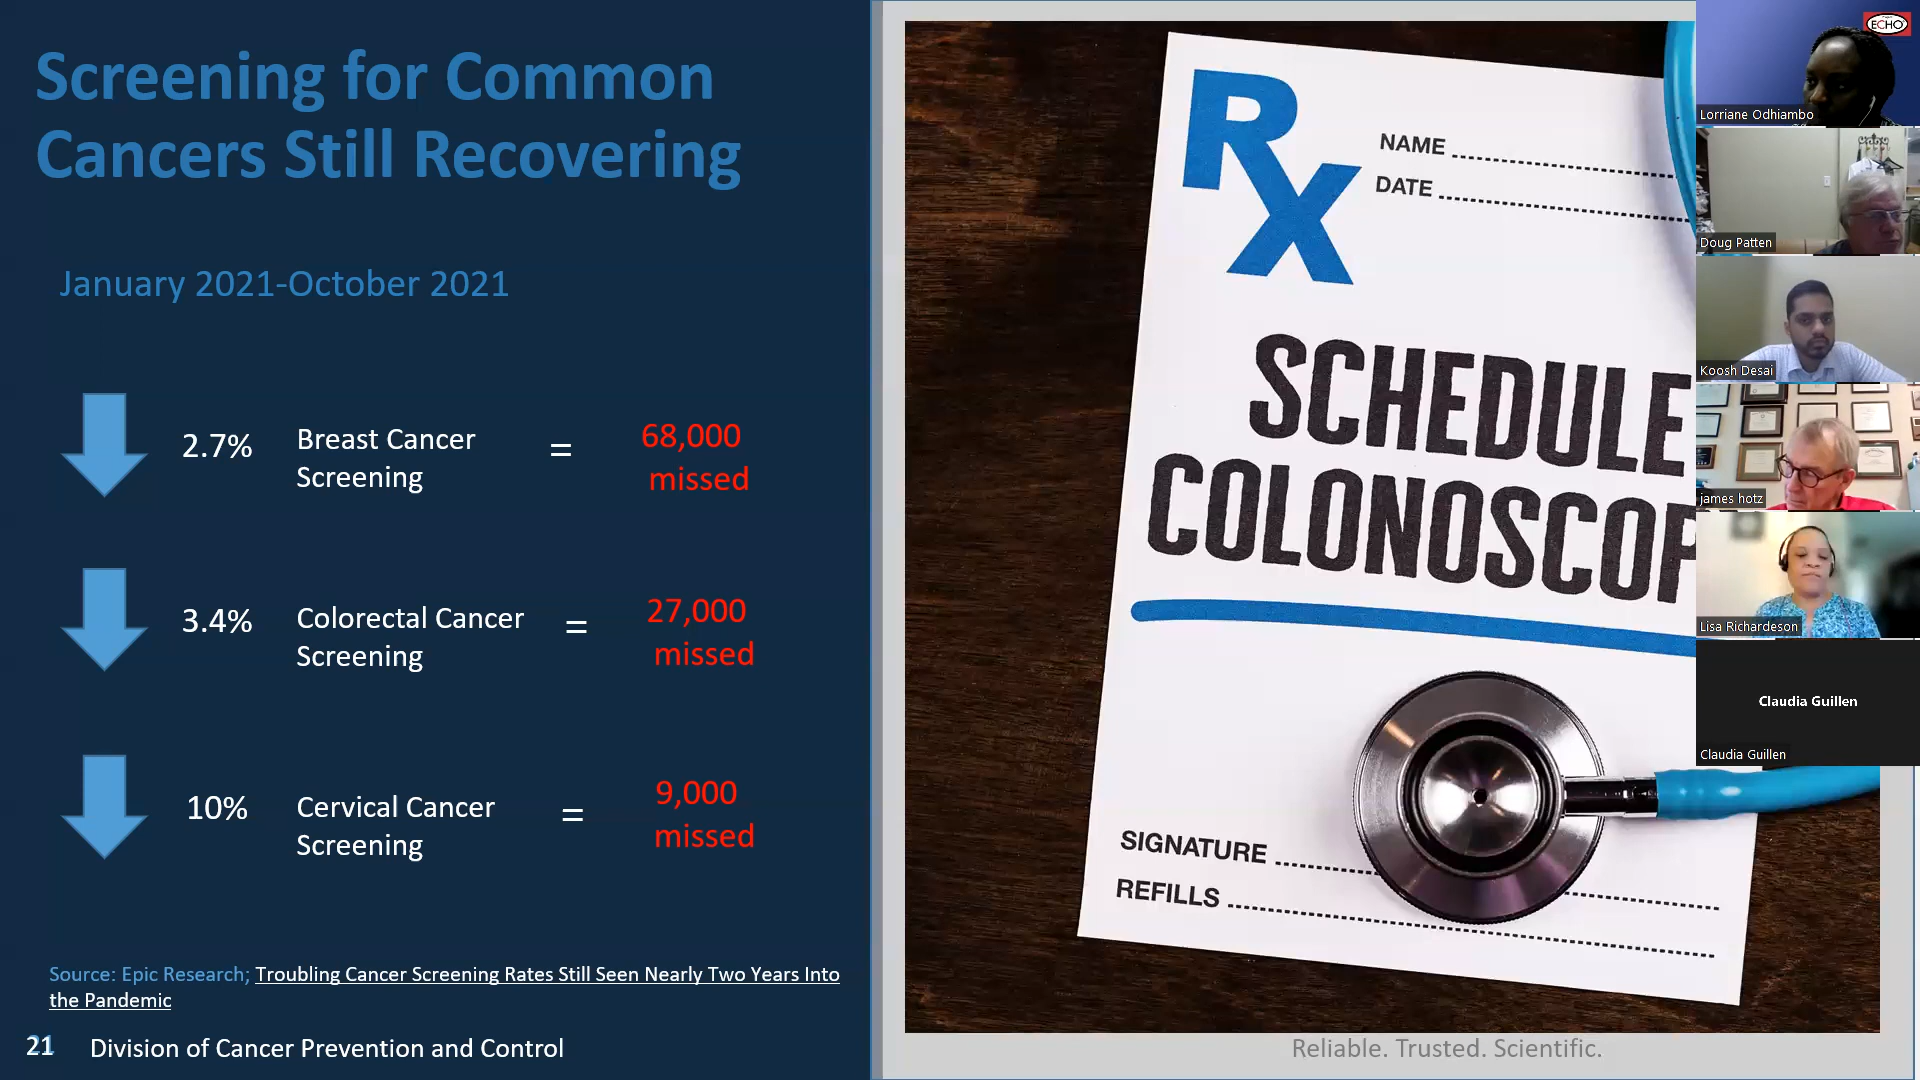 Screening for Common
Cancers Still Recovering
January 2021-October 2021
2.7%
Breast Cancer
Screening
=
68,000
missed
3.4%
Colorectal Cancer
Screening
=
27,000
missed
10%
Cervical Cancer
Screening
=
9,000
missed
Source: Epic Research; Troubling Cancer Screening Rates Still Seen Nearly Two Years Into
the Pandemic
21
Division of Cancer Prevention and Control
RX
NAME
DATE
SCHEDULE
COLONOSCOP
SIGNATURE
REFILLS
Reliable. Trusted. Scientific.
ECHO
Lorriane Odhiambo
Doug Patten
Koosh Desai
james hotz
Lisa Richardeson
Claudia Guillen
Claudia Guillen